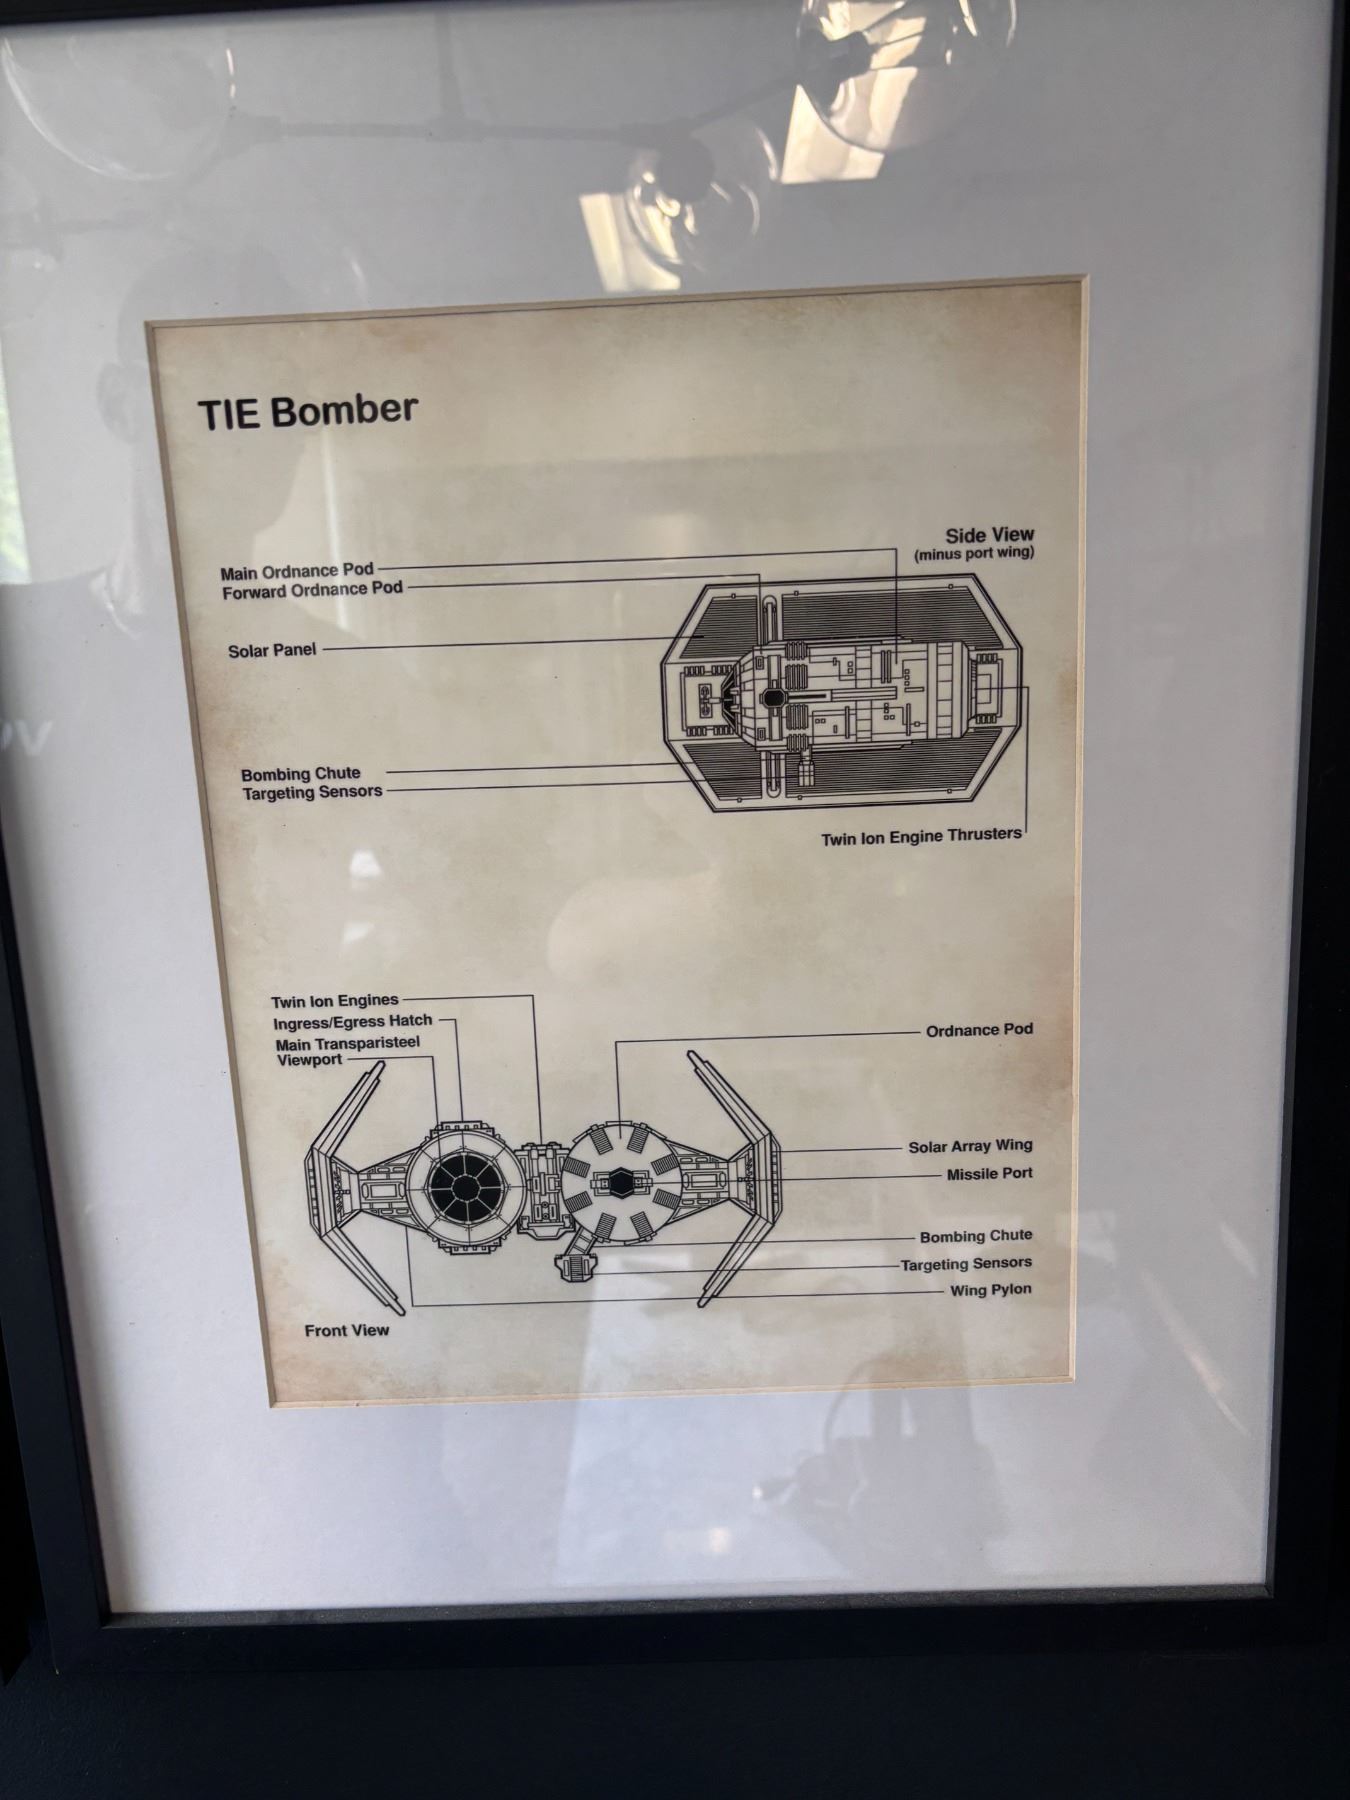 TIE Bomber
Side View
(minus port wing)
Main Ordnance Pod
Forward Ordnance Pod
Solar Panel
Bombing Chute
Targeting Sensors
Twin Ion Engine Thrusters
Twin Ion Engines
Ingress/Egress Hatch
Main Transparisteel
Viewport
Ordnance Pod
Solar Array Wing
Missile Port
Bombing Chute
Targeting Sensors
Wing Pylon
Front View